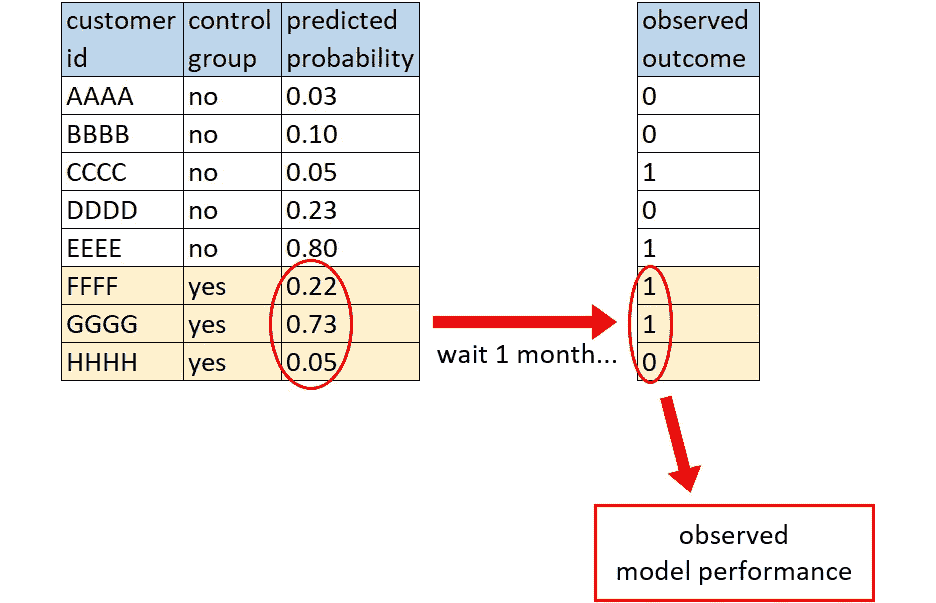 customer control predicted observed
id group probability outcome
AAAA no 0.03 0
BBBB no 0.10 0
CCCC no 0.05 1
DDDD no 0.23 0
EEEE no 0.80 1
FFFF yes 0.22 1
GGGG yes 0.73 1
HHHH yes 0.05 0
wait 1 month...
observed
model performance